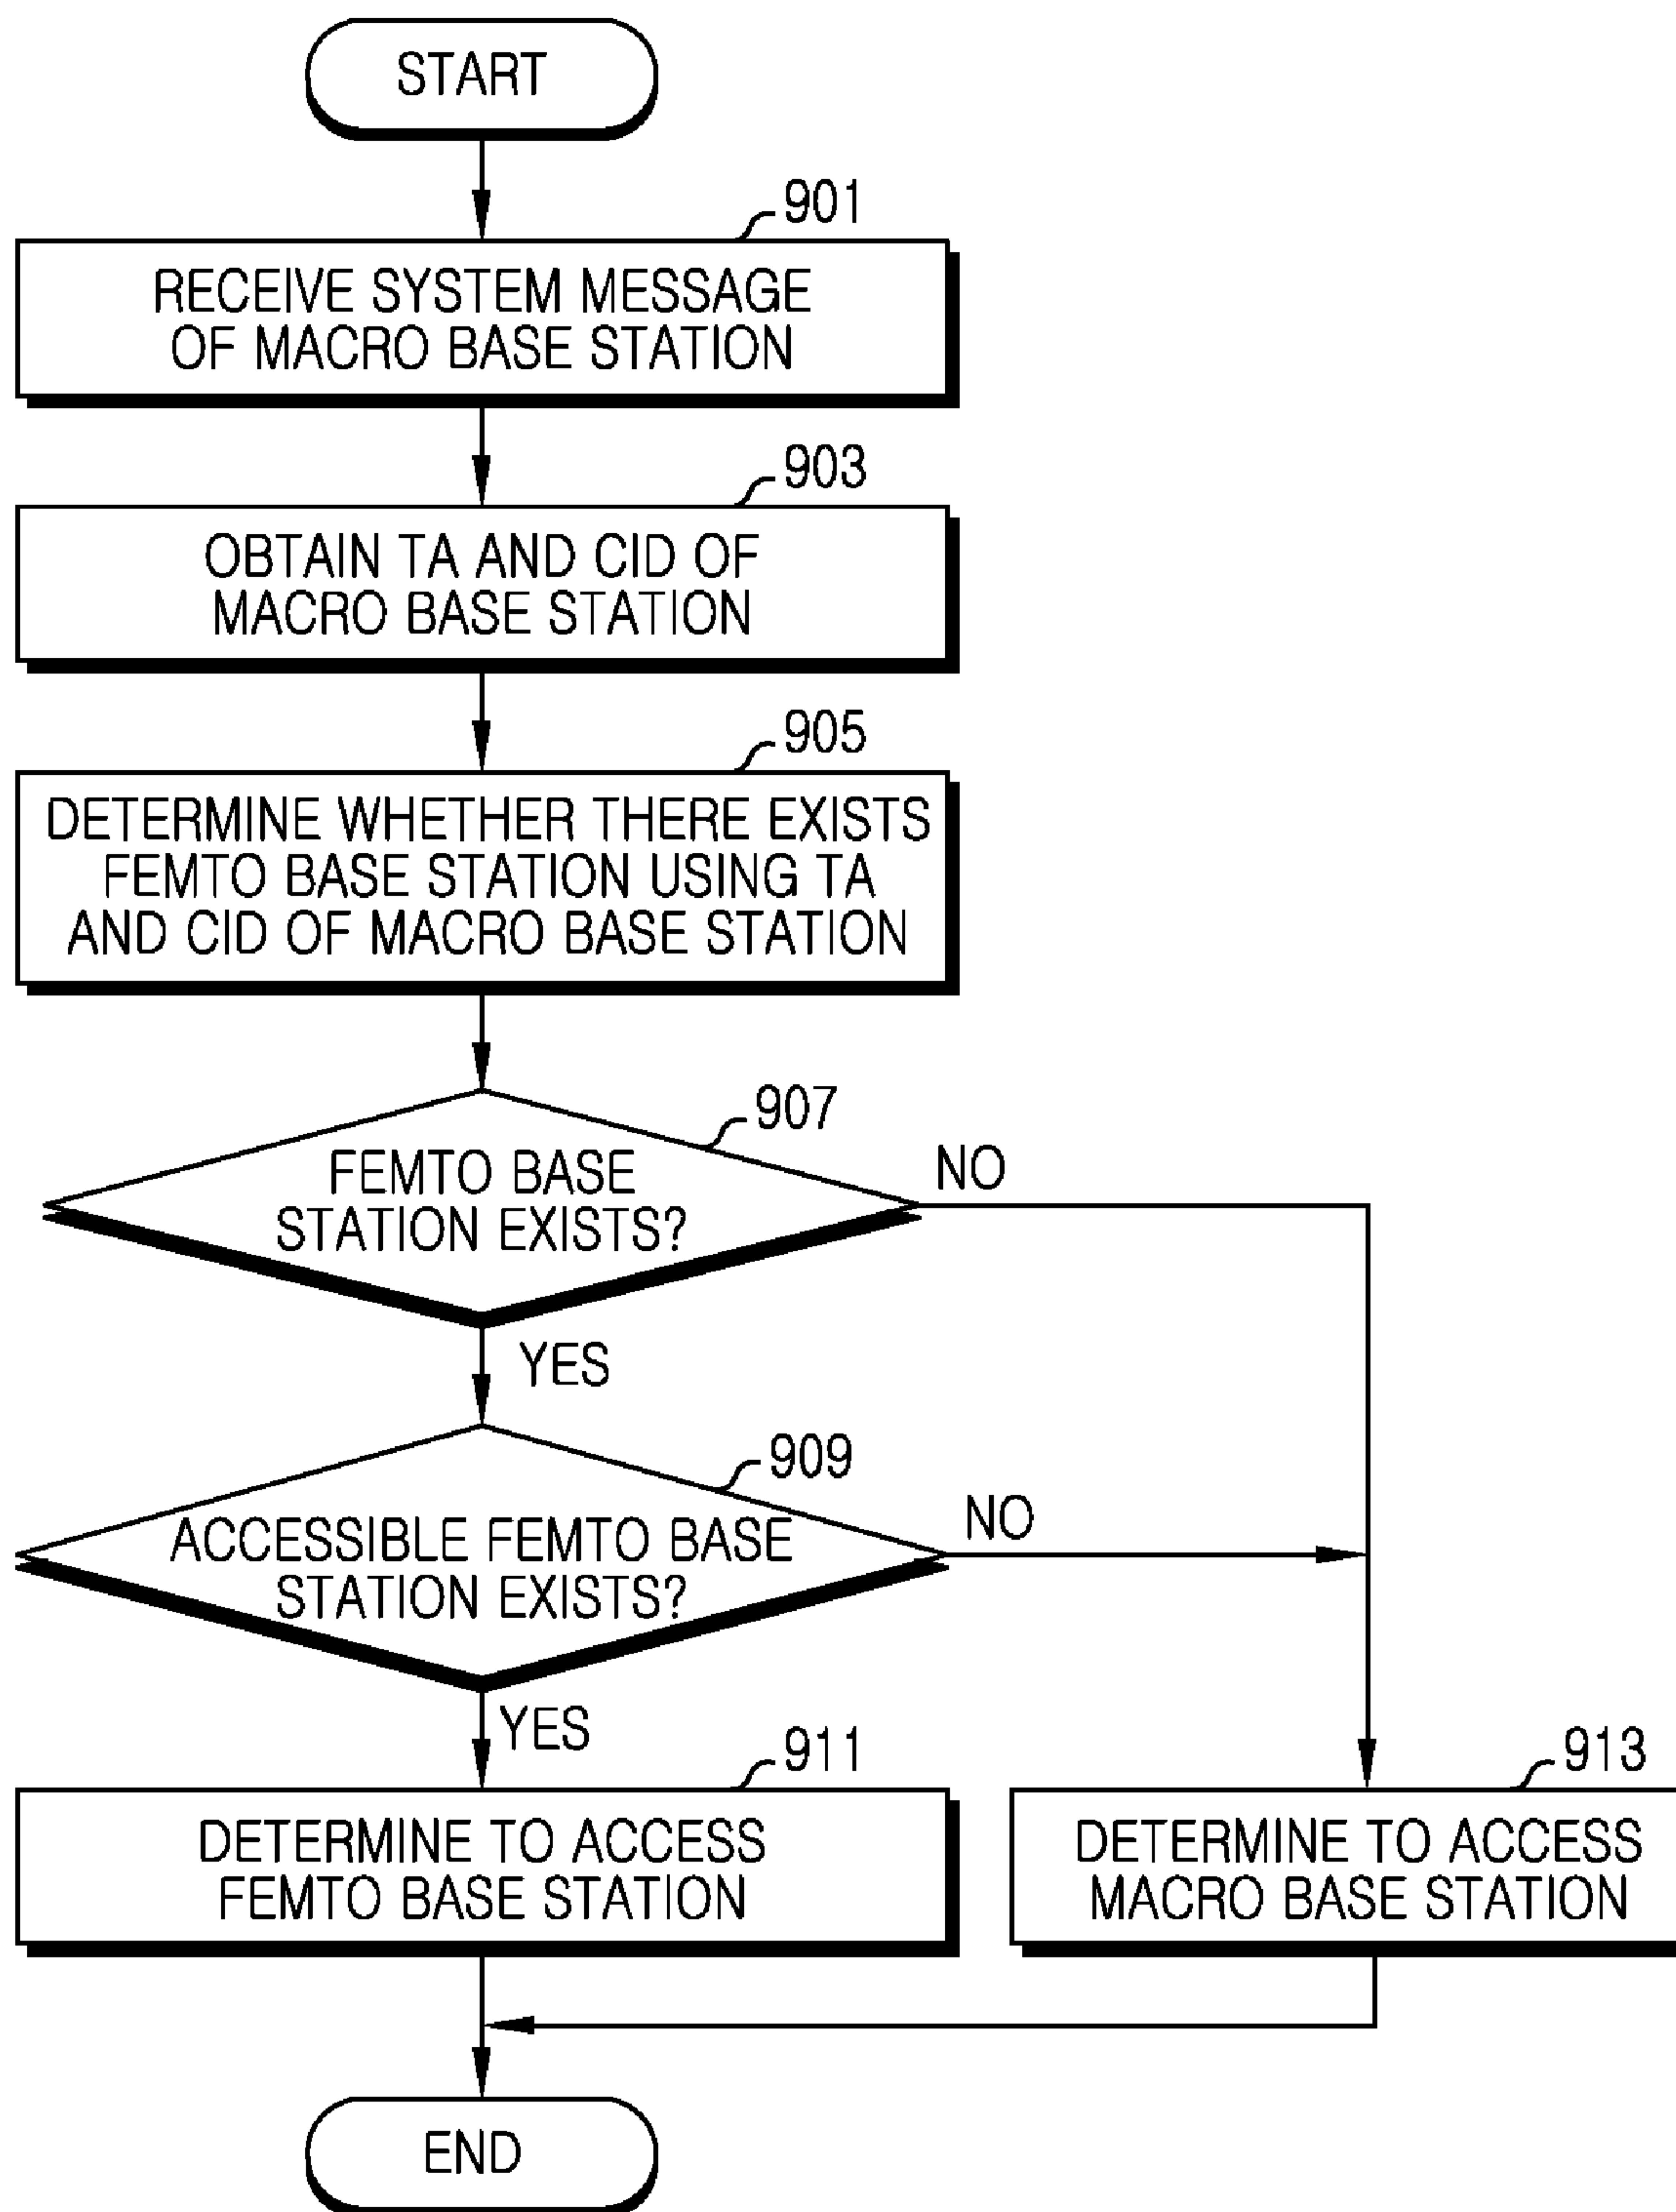 START
901
RECEIVE SYSTEM MESSAGE
OF MACRO BASE STATION
903
OBTAIN TA AND CID OF
MACRO BASE STATION
905
DETERMINE WHETHER THERE EXISTS
FEMTO BASE STATION USING TA
AND CID OF MACRO BASE STATION
907
FEMTO BASE
STATION EXISTS?
NO
YES
909
ACCESSIBLE FEMTO BASE
STATION EXISTS?
NO
YES
911
DETERMINE TO ACCESS
FEMTO BASE STATION
913
DETERMINE TO ACCESS
MACRO BASE STATION
END